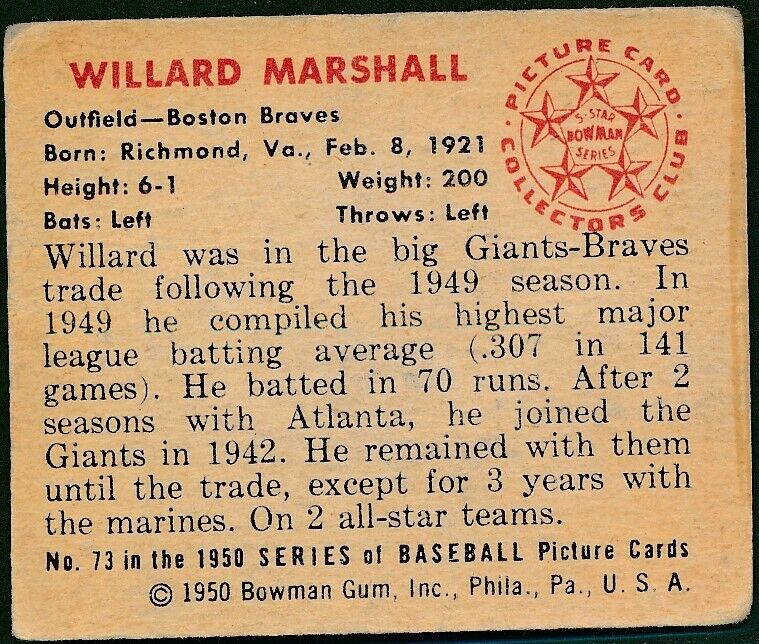 WILLARD MARSHALL
PICTURE CARD
COLLECTORS CLUB
5-STAR
BOWMAN
SERIES
Outfield—Boston Braves
Born: Richmond, Va., Feb. 8, 1921
Height: 6-1 Weight: 200
Bats: Left Throws: Left
Willard was in the big Giants-Braves
trade following the 1949 season. In
1949 he compiled his highest major
league batting average (.307 in 141
games). He batted in 70 runs. After 2
seasons with Atlanta, he joined the
Giants in 1942. He remained with them
until the trade, except for 3 years with
the marines. On 2 all-star teams.
No. 73 in the 1950 SERIES of BASEBALL Picture Cards
© 1950 Bowman Gum, Inc., Phila., Pa., U. S. A.